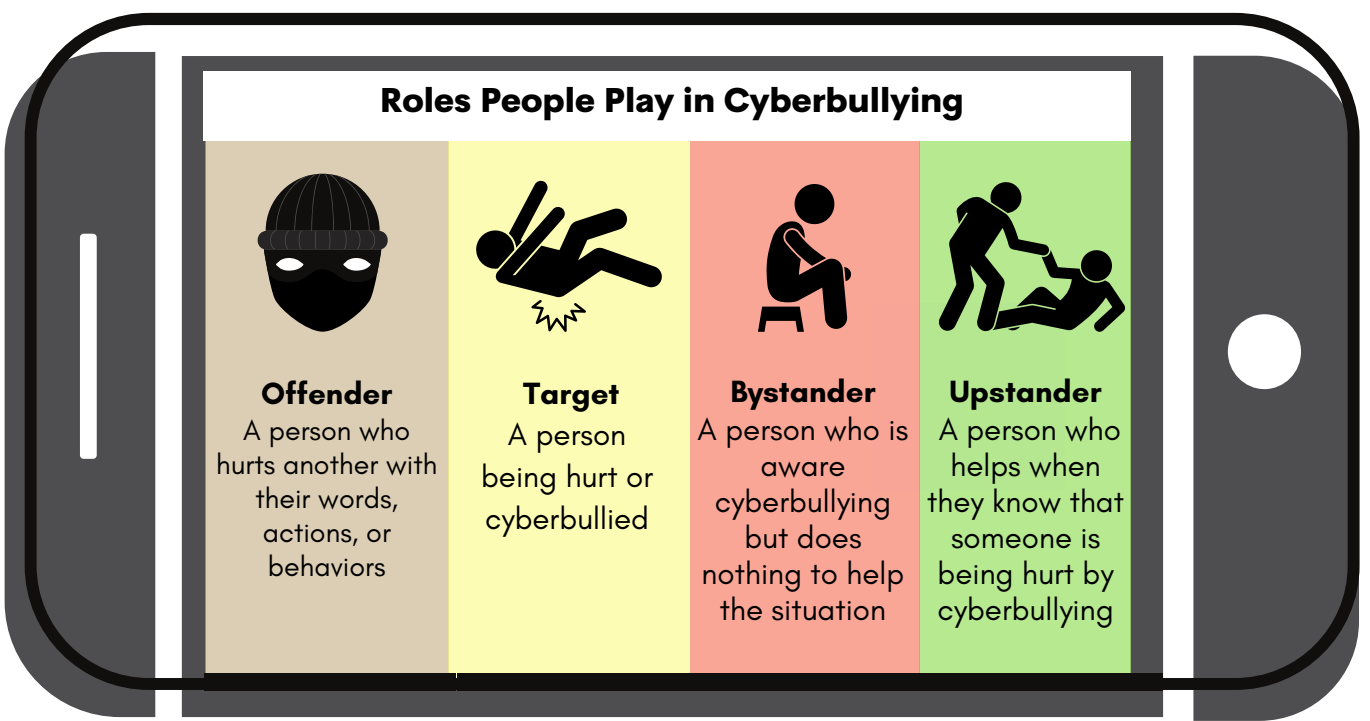 Roles People Play in Cyberbullying
Offender
A person who
hurts another with
their words,
actions, or
behaviors
Target
A person
being hurt or
cyberbullied
Bystander
A person who is
aware
cyberbullying
but does
nothing to help
the situation
Upstander
A person who
helps when
they know that
someone is
being hurt by
cyberbullying